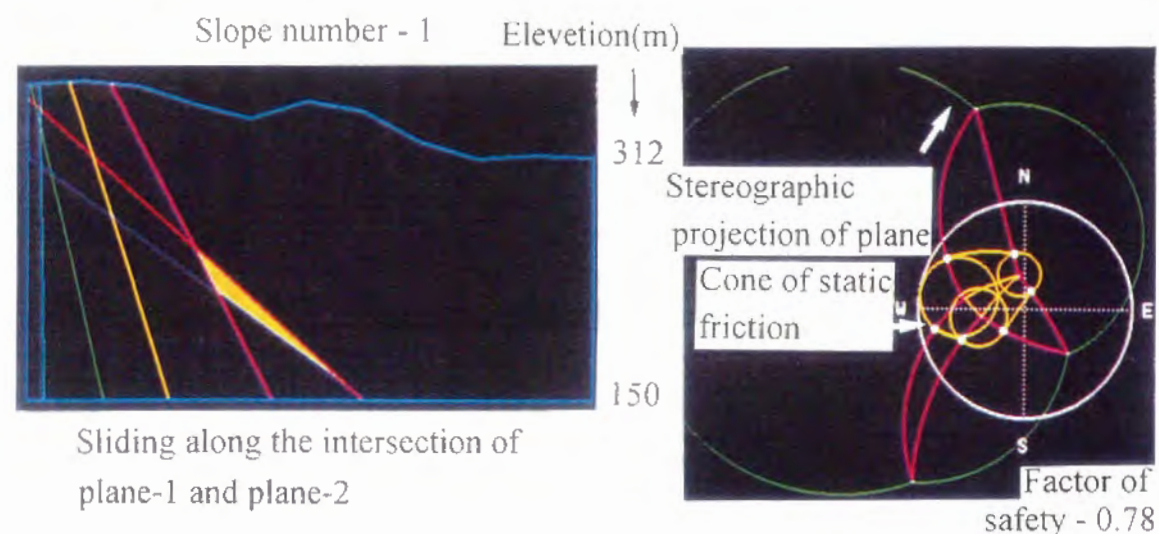 Slope number - 1
Elevetion(m)
312
150
Sliding along the intersection of
plane-1 and plane-2
Stereographic
projection of plane
Cone of static
friction
N
W
E
S
Factor of
safety - 0.78